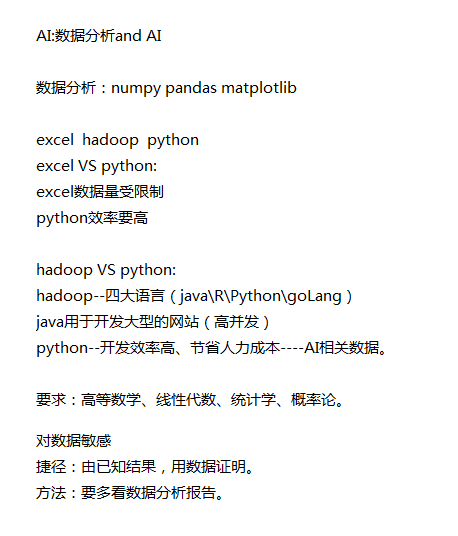 AI:数据分析and AI
数据分析：numpy pandas matplotlib
excel  hadoop  python
excel VS python:
excel数据量受限制
python效率要高
hadoop VS python:
hadoop--四大语言（java\R\Python\goLang）
java用于开发大型的网站（高并发）
python--开发效率高、节省人力成本----AI相关数据。
要求：高等数学、线性代数、统计学、概率论。
对数据敏感
捷径：由已知结果，用数据证明。
方法：要多看数据分析报告。